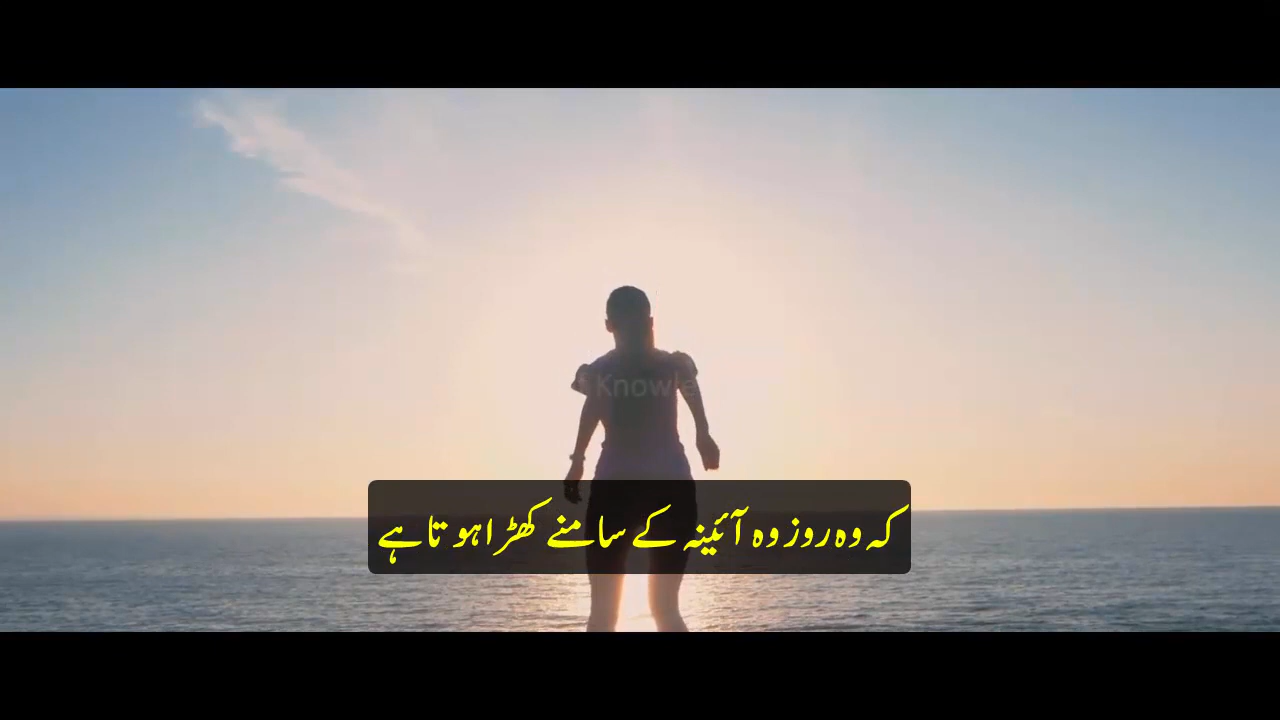 کہ وہ روز وہ آئینہ کے سامنے کھڑا ہوتا ہے